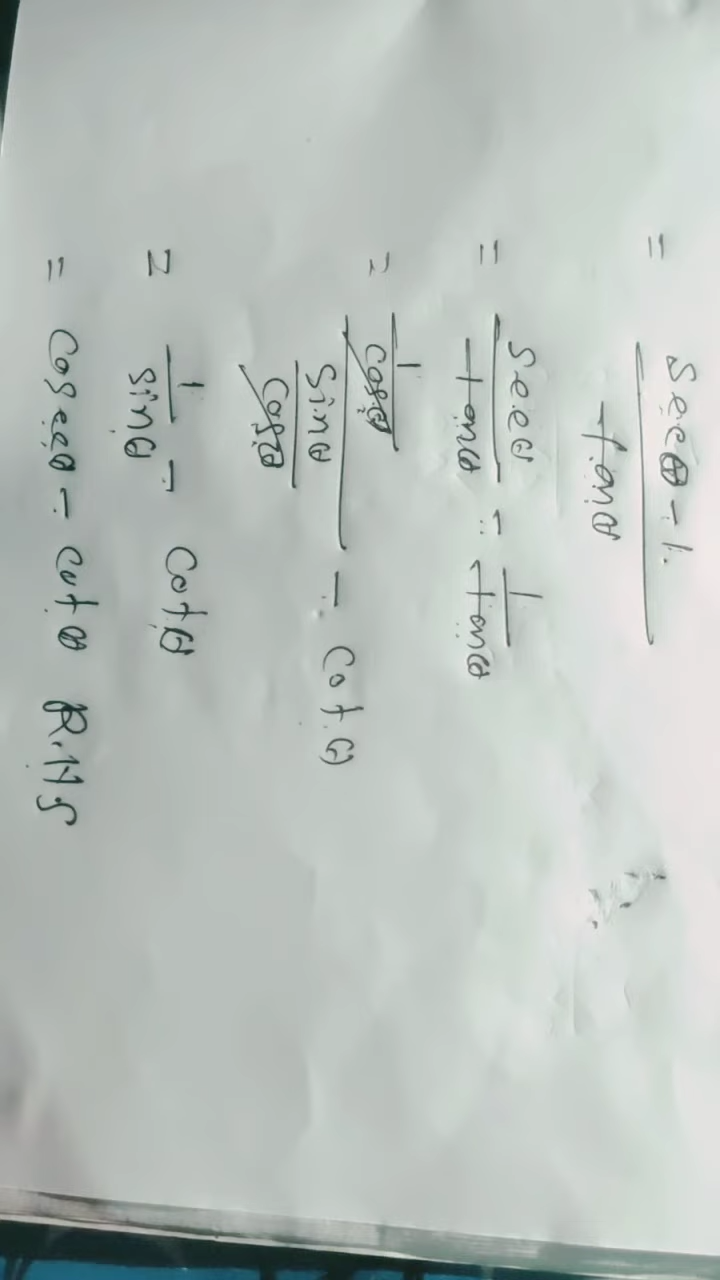 = secθ - 1 / tanθ
= secθ / tanθ - 1 / tanθ
= 1/cosθ / sinθ/cosθ - cotθ
= 1 / sinθ - cotθ
= cosecθ - cotθ R.H.S